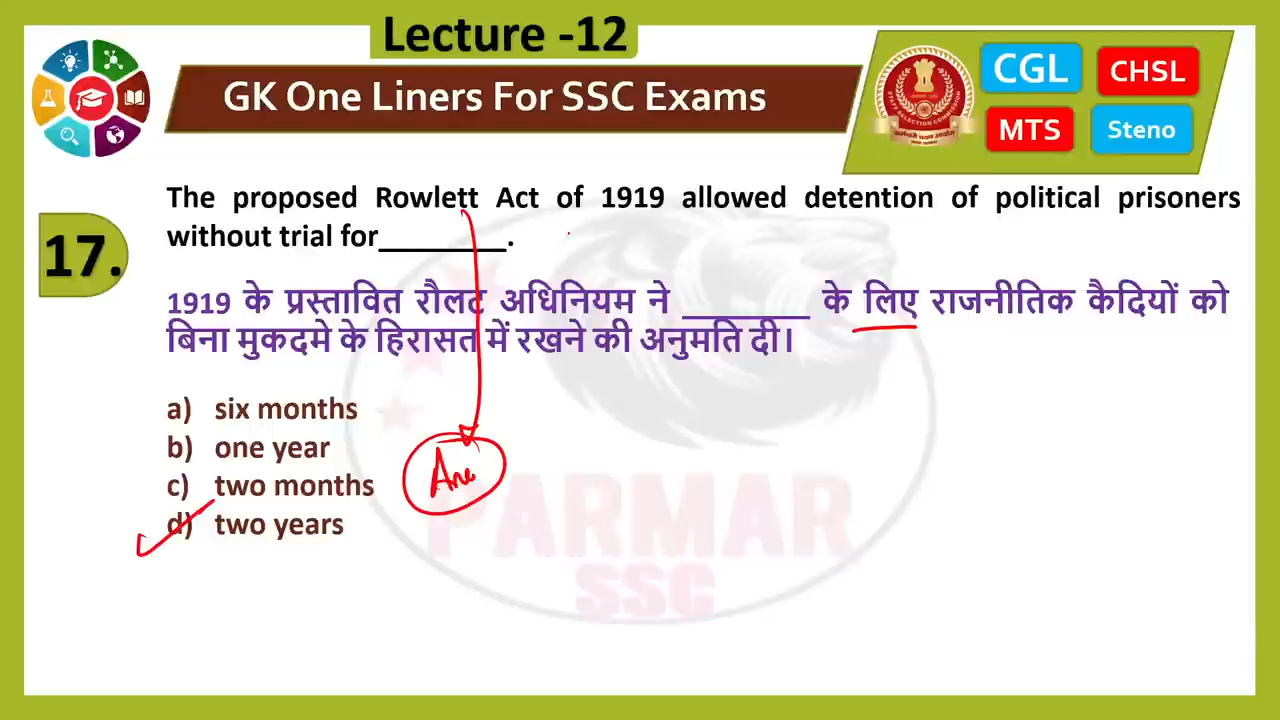 Lecture -12
GK One Liners For SSC Exams
CGL
CHSL
MTS
Steno
17.
The proposed Rowlett Act of 1919 allowed detention of political prisoners
without trial for________.
1919 के प्रस्तावित रौलट अधिनियम ने ________ के लिए राजनीतिक कैदियों को
बिना मुकदमे के हिरासत में रखने की अनुमति दी।
a) six months
b) one year
c) two months
d) two years
PARMAR
SSC